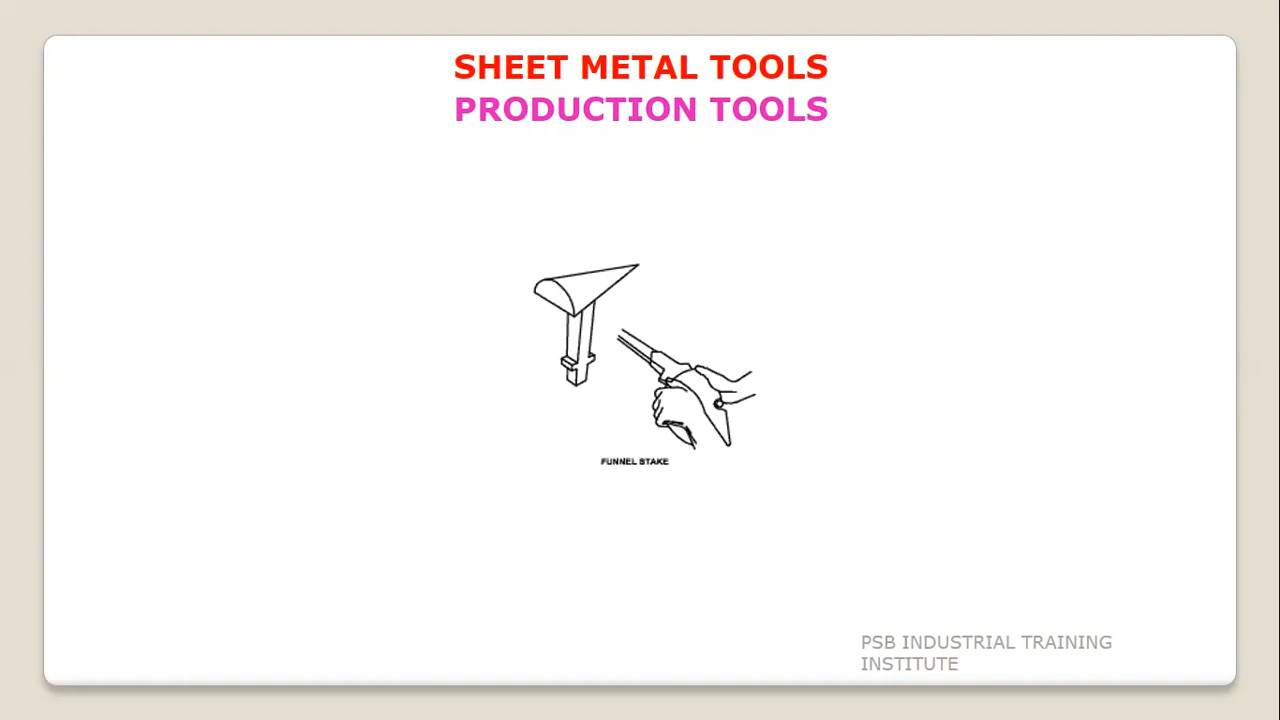 SHEET METAL TOOLS
PRODUCTION TOOLS
FUNNEL STAKE
PSB INDUSTRIAL TRAINING
INSTITUTE